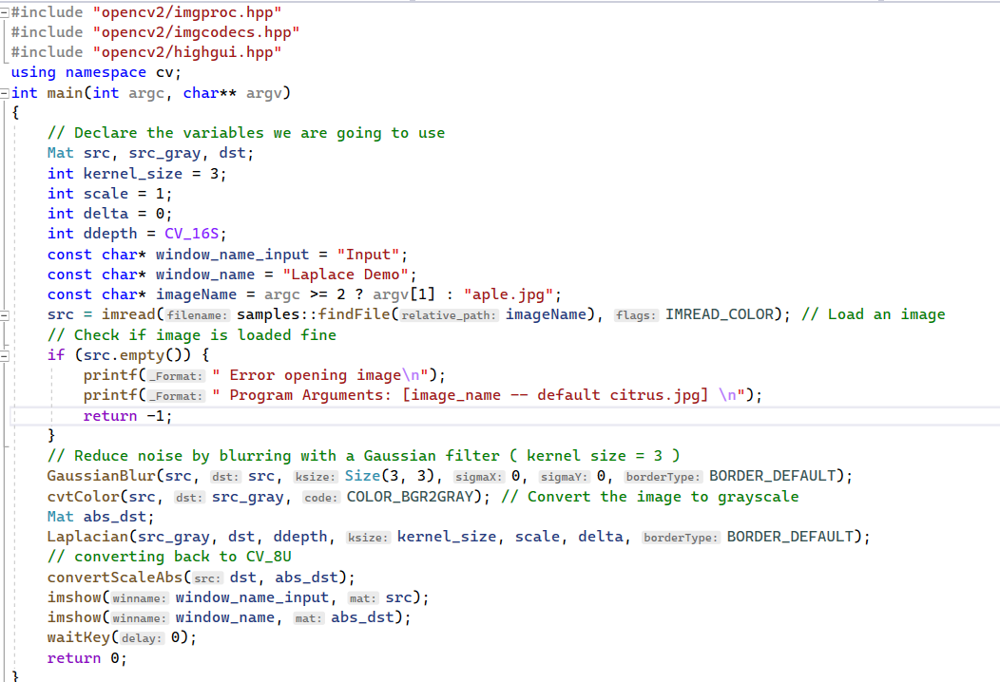 #include "opencv2/imgproc.hpp"
#include "opencv2/imgcodecs.hpp"
#include "opencv2/highgui.hpp"
using namespace cv;
int main(int argc, char** argv)
{
    // Declare the variables we are going to use
    Mat src, src_gray, dst;
    int kernel_size = 3;
    int scale = 1;
    int delta = 0;
    int ddepth = CV_16S;
    const char* window_name_input = "Input";
    const char* window_name = "Laplace Demo";
    const char* imageName = argc >= 2 ? argv[1] : "aple.jpg";
    src = imread(filename: samples::findFile(relative_path: imageName), flags: IMREAD_COLOR); // Load an image
    // Check if image is loaded fine
    if (src.empty()) {
        printf(_Format: " Error opening image\n");
        printf(_Format: " Program Arguments: [image_name -- default citrus.jpg] \n");
        return -1;
    }
    // Reduce noise by blurring with a Gaussian filter ( kernel size = 3 )
    GaussianBlur(src, dst: src, ksize: Size(3, 3), sigmaX: 0, sigmaY: 0, borderType: BORDER_DEFAULT);
    cvtColor(src, dst: src_gray, code: COLOR_BGR2GRAY); // Convert the image to grayscale
    Mat abs_dst;
    Laplacian(src_gray, dst, ddepth, ksize: kernel_size, scale, delta, borderType: BORDER_DEFAULT);
    // converting back to CV_8U
    convertScaleAbs(src: dst, abs_dst);
    imshow(winname: window_name_input, mat: src);
    imshow(winname: window_name, mat: abs_dst);
    waitKey(delay: 0);
    return 0;
}